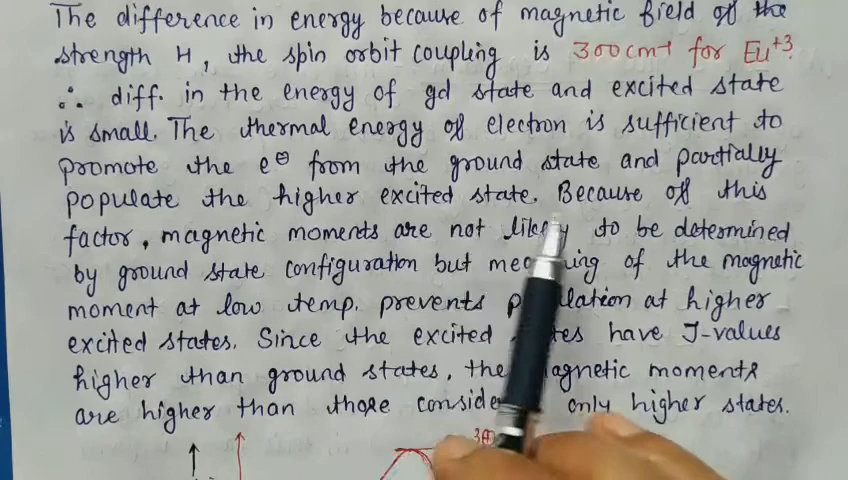 The difference in energy because of magnetic field of the
strength H, the spin orbit coupling is 300cm-1 for Eu+3.
∴ diff. in the energy of gd state and excited state
is small. The thermal energy of electron is sufficient to
promote the e⊖ from the ground state and partially
populate the higher excited state. Because of this
factor, magnetic moments are not likely to be determined
by ground state configuration but of the magnetic
moment at low temp. prevents at higher
excited states. Since the excited have J-values
higher than ground states, the magnetic moments
are higher than those only higher states.